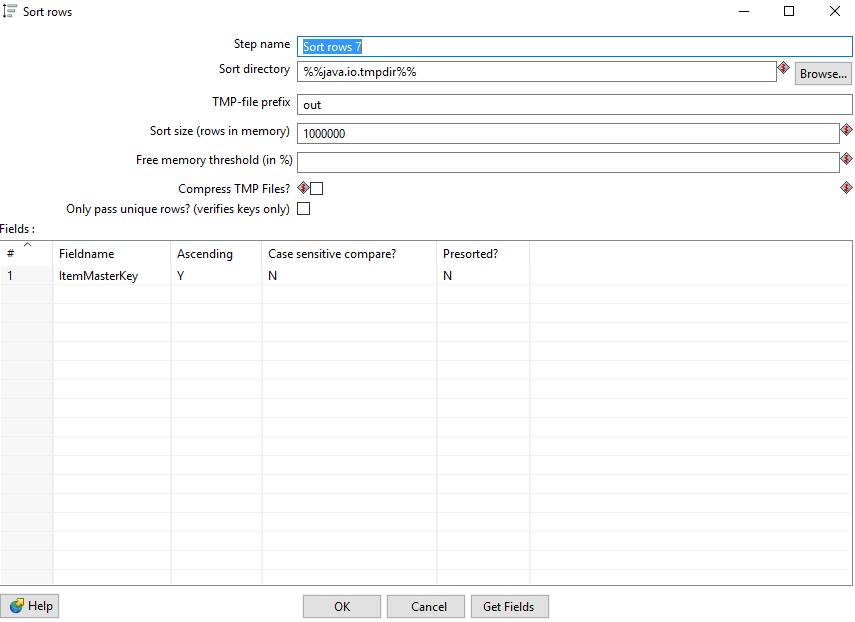 Sort rows
Step name Sort rows 7
Sort directory %%java.io.tmpdir%% Browse...
TMP-file prefix out
Sort size (rows in memory) 1000000
Free memory threshold (in %)
Compress TMP Files?
Only pass unique rows? (verifies keys only)
Fields :
# Fieldname Ascending Case sensitive compare? Presorted?
1 ItemMasterKey Y N N
Help OK Cancel Get Fields